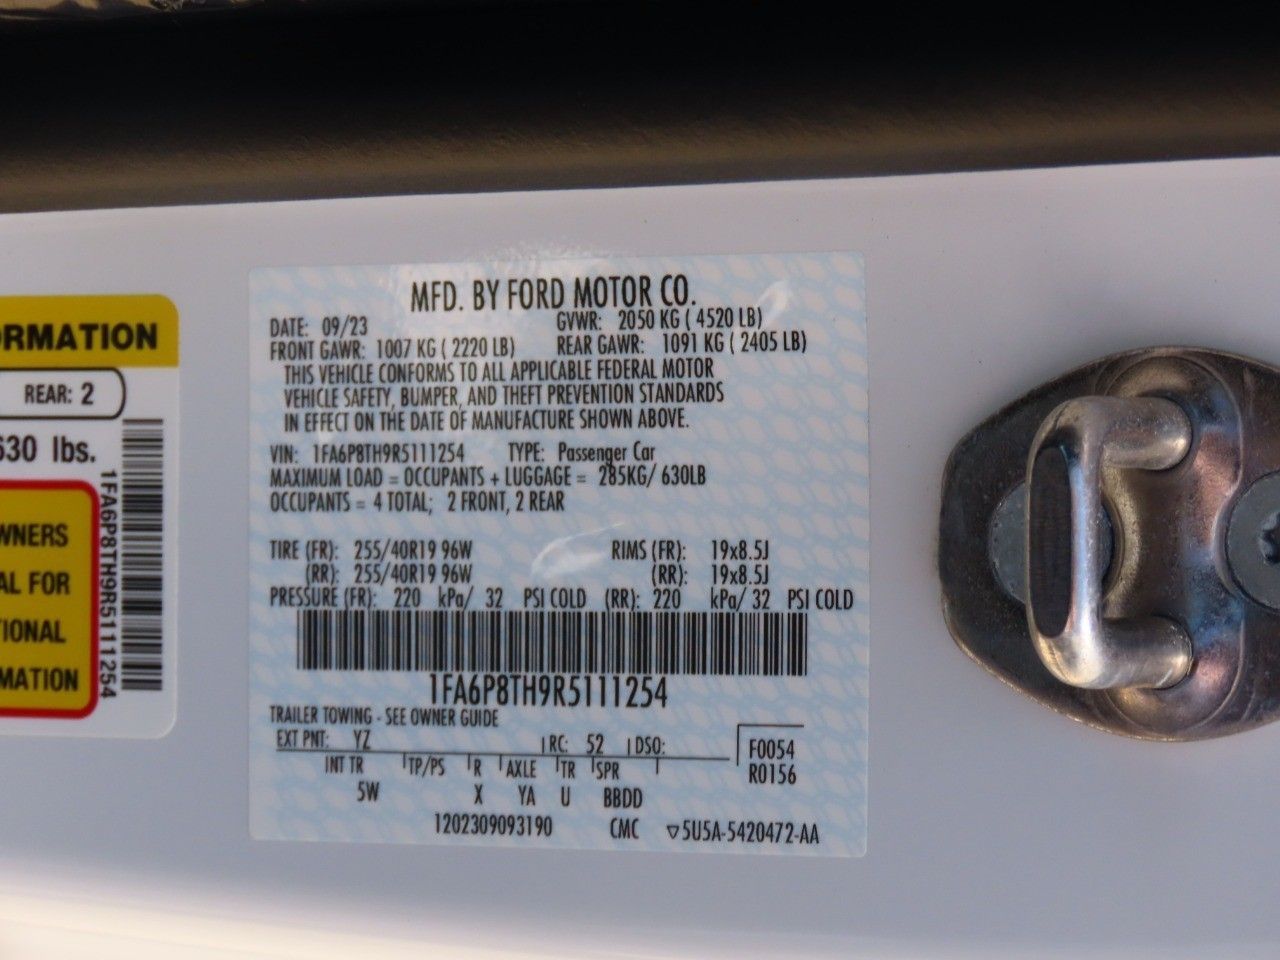 MFD. BY FORD MOTOR CO.
DATE: 09/23 GVWR: 2050 KG ( 4520 LB)
FRONT GAWR: 1007 KG ( 2220 LB) REAR GAWR: 1091 KG ( 2405 LB)
THIS VEHICLE CONFORMS TO ALL APPLICABLE FEDERAL MOTOR
VEHICLE SAFETY, BUMPER, AND THEFT PREVENTION STANDARDS
IN EFFECT ON THE DATE OF MANUFACTURE SHOWN ABOVE.
VIN: 1FA6P8TH9R5111254 TYPE: Passenger Car
MAXIMUM LOAD = OCCUPANTS + LUGGAGE = 285KG/ 630LB
OCCUPANTS = 4 TOTAL; 2 FRONT, 2 REAR
TIRE (FR): 255/40R19 96W RIMS (FR): 19x8.5J
(RR): 255/40R19 96W (RR): 19x8.5J
PRESSURE (FR): 220 kPa/ 32 PSI COLD (RR): 220 kPa/ 32 PSI COLD
1FA6P8TH9R5111254
TRAILER TOWING - SEE OWNER GUIDE
EXT PNT: YZ RC: 52 DSO: F0054
INT TR TP/PS R AXLE TR SPR R0156
5W X YA U BBDD
1202309093190 CMC ▽5U5A-5420472-AA
ORMATION
REAR: 2
630 lbs.
WNERS
AL FOR
TIONAL
MATION
1FA6P8TH9R5111254